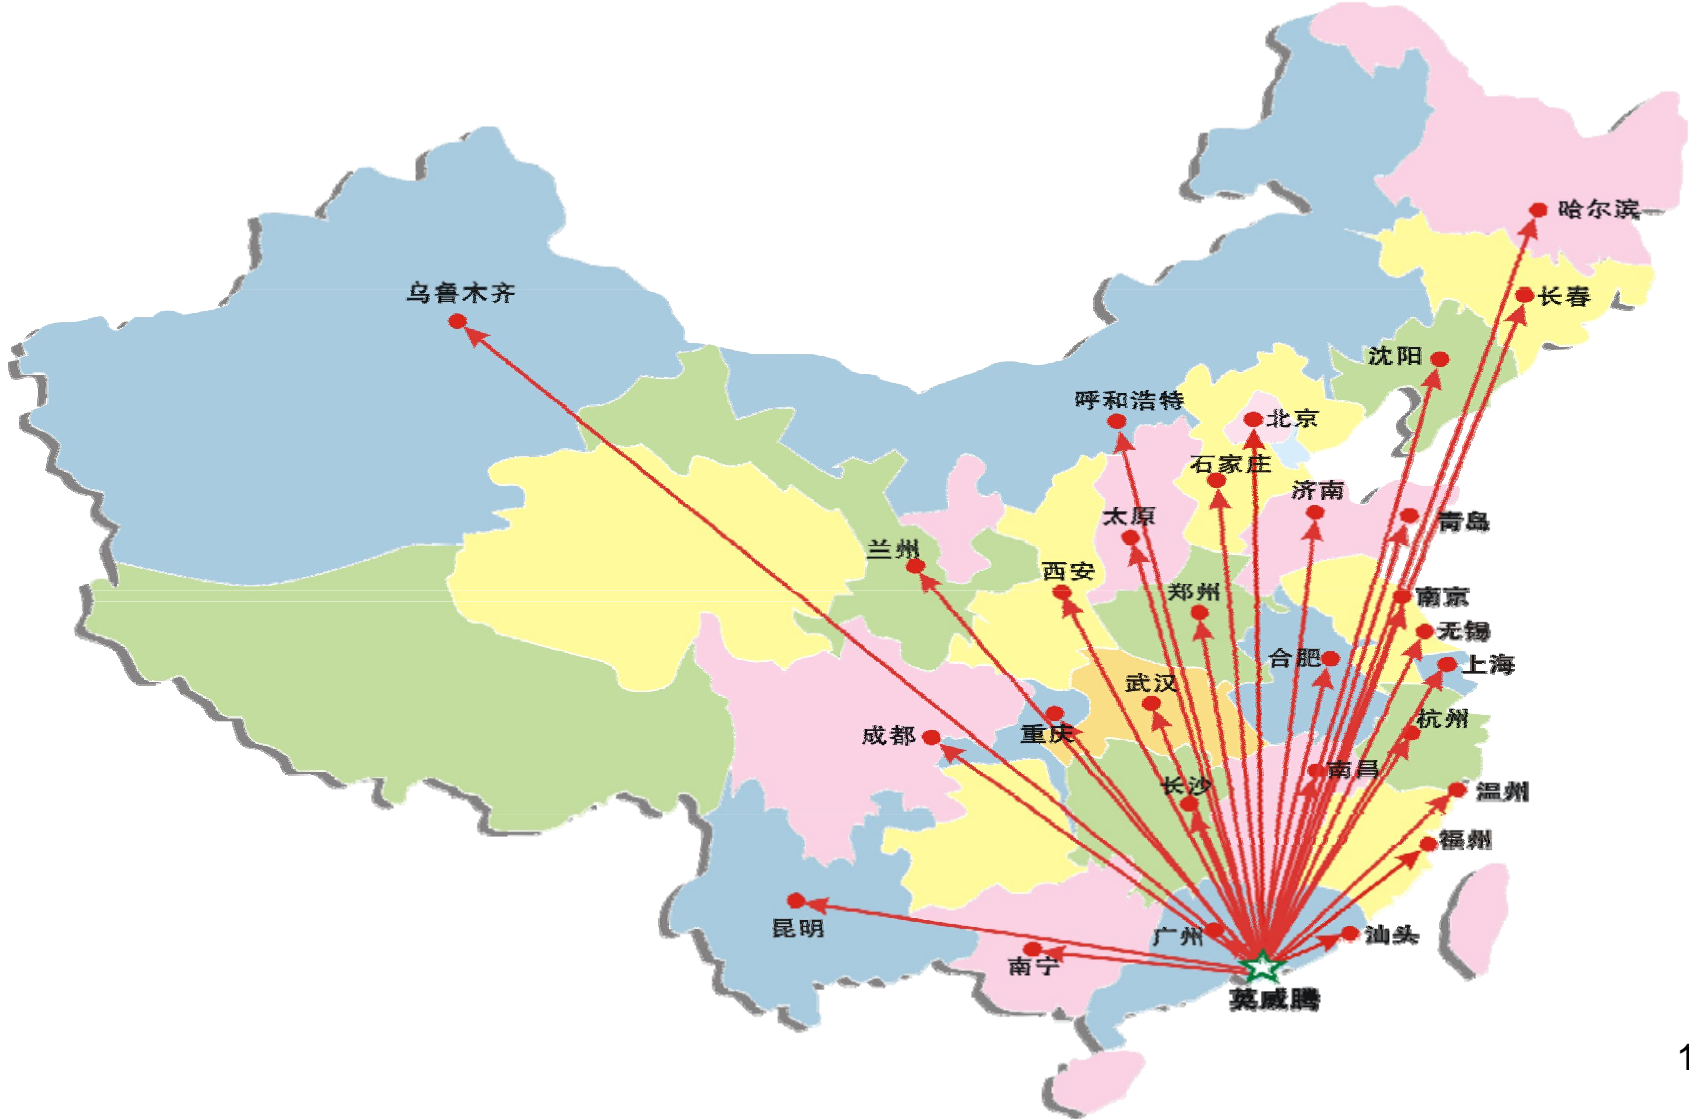 哈尔滨
乌鲁木齐
长春
沈阳
呼和浩特
北京
石家庄
济南
太原
青岛
兰州
西安
郑州
南京
无锡
合肥
上海
武汉
杭州
成都
重庆
南昌
长沙
温州
福州
昆明
广州
汕头
南宁
英威腾
1